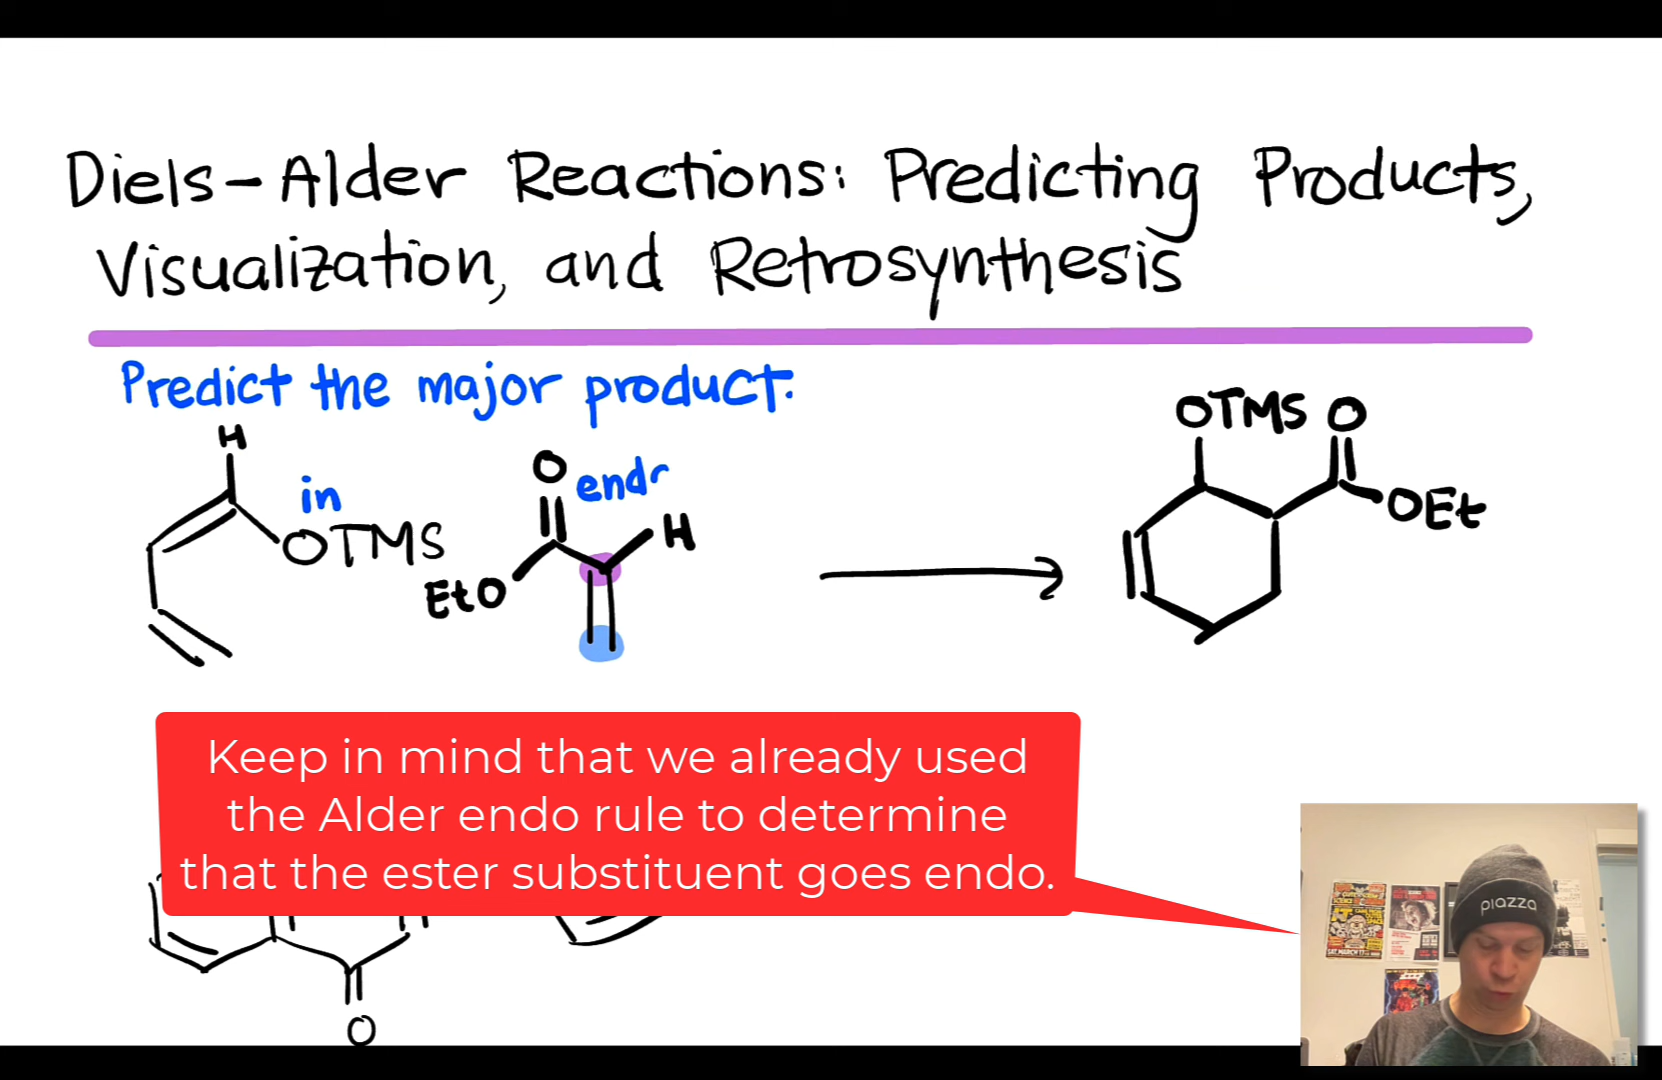 Diels-Alder Reactions: Predicting Products,
Visualization, and Retrosynthesis
Predict the major product.
H
in
OTMS
O
endr
H
EtO
OTMS
O
OEt
Keep in mind that we already used
the Alder endo rule to determine
that the ester substituent goes endo.
O
piazza